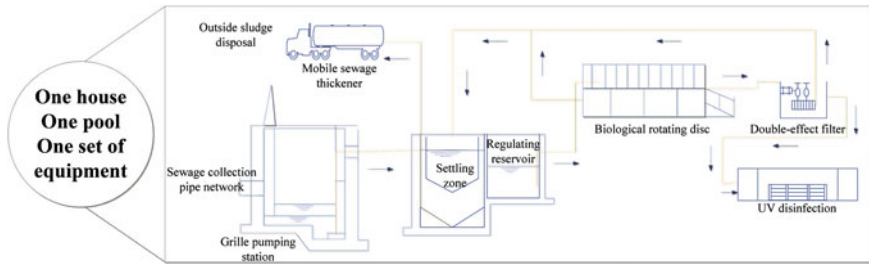 One house
One pool
One set of
equipment
Outside sludge
disposal
Mobile sewage
thickener
Sewage collection
pipe network
Grille pumping
station
Settling
zone
Regulating
reservoir
Biological rotating disc
Double-effect filter
UV disinfection